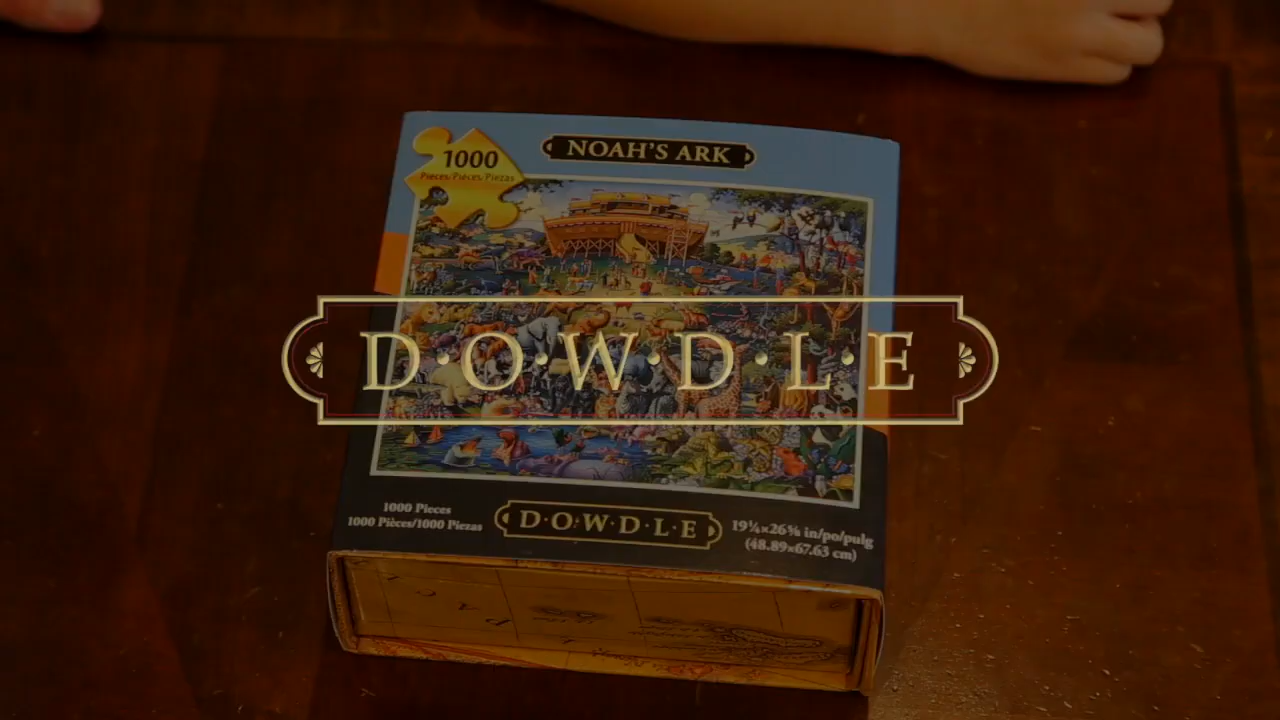 1000
Pieces/Pièces/Piezas
NOAH'S ARK
D·O·W·D·L·E
1000 Pieces
1000 Pièces/1000 Piezas
D·O·W·D·L·E
19¼×26⅝ in/po/pulg
(48.89×67.63 cm)